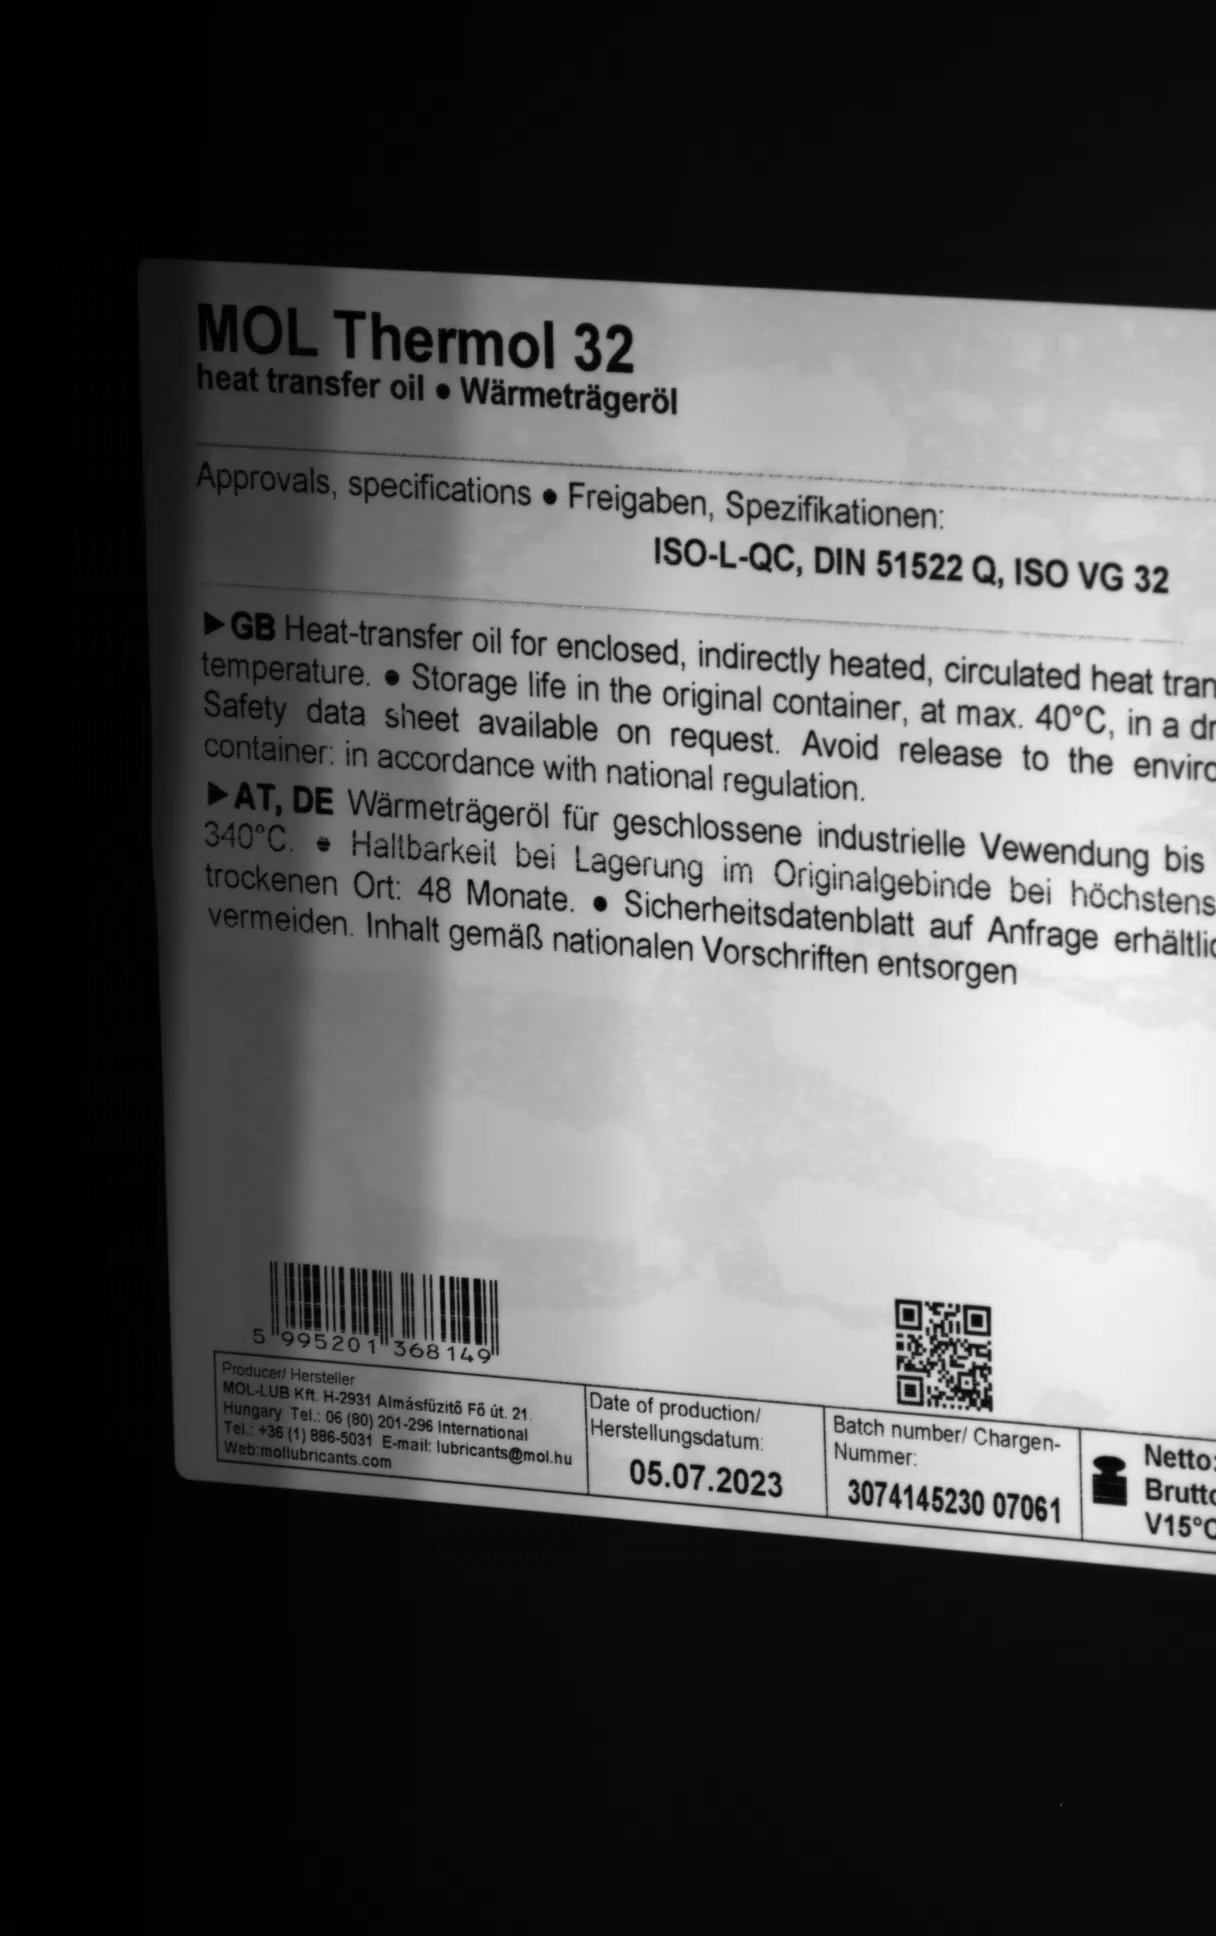 MOL Thermol 32
heat transfer oil ● Wärmeträgeröl
Approvals, specifications ● Freigaben, Spezifikationen:
ISO-L-QC, DIN 51522 Q, ISO VG 32
►GB Heat-transfer oil for enclosed, indirectly heated, circulated heat tran
temperature. ● Storage life in the original container, at max. 40°C, in a dr
Safety data sheet available on request. Avoid release to the enviro
container: in accordance with national regulation.
►AT, DE Wärmeträgeröl für geschlossene industrielle Vewendung bis
340°C. ● Haltbarkeit bei Lagerung im Originalgebinde bei höchstens
trockenen Ort: 48 Monate. ● Sicherheitsdatenblatt auf Anfrage erhältlic
vermeiden. Inhalt gemäß nationalen Vorschriften entsorgen
5 995201 368149
Producer/ Hersteller
MOL-LUB Kft. H-2931 Almásfüzitő Fő út. 21.
Hungary Tel.: 06 (80) 201-296 International
Tel.: +36 (1) 886-5031 E-mail: lubricants@mol.hu
Web:mollubricants.com
Date of production/
Herstellungsdatum:
05.07.2023
Batch number/ Chargen-
Nummer:
3074145230 07061
Netto:
Brutto
V15°C